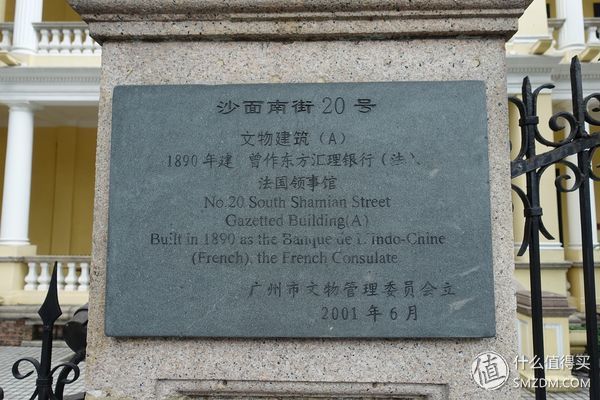 沙面南街20号
文物建筑（A）
1890年建 曾作东方汇理银行（法）、
法国领事馆
No.20 South Shamian Street
Gazetted Building(A)
Built in 1890 as the Banque de L'Indo-Chine
(French), the French Consulate
广州市文物管理委员会立
2001年6月
值 什么值得买
SMZDM.COM